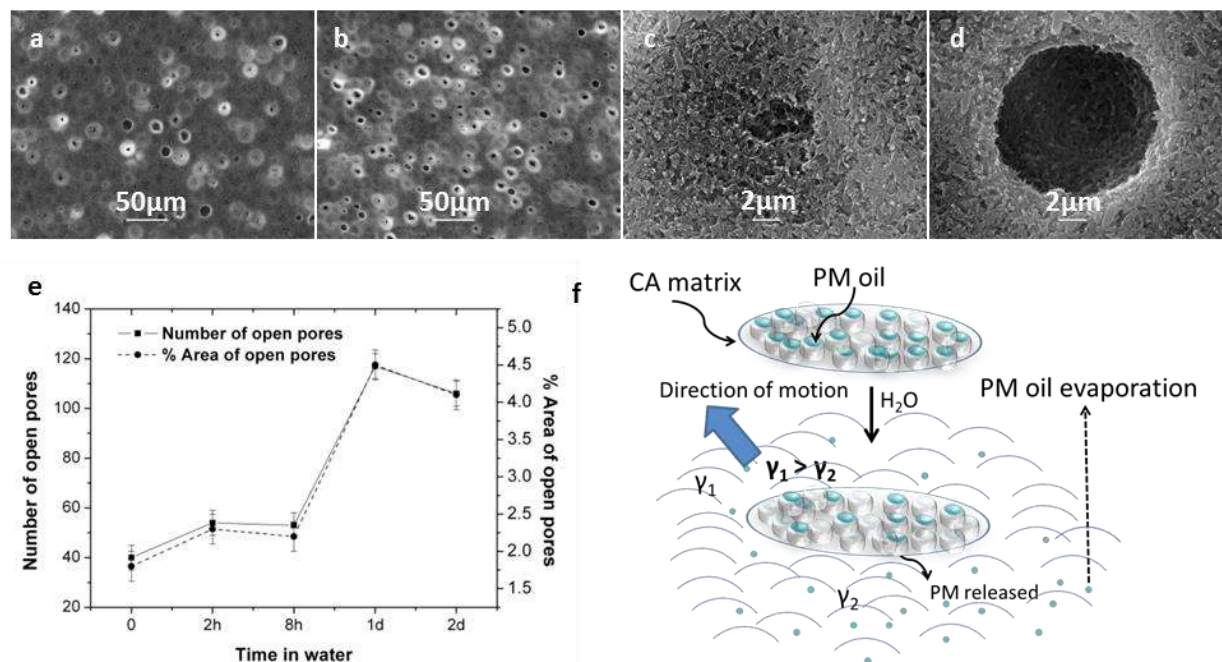 a
b
c
d
50µm
50µm
2µm
2µm
e
140
120
100
80
60
40
20
Number of open pores
Number of open pores
% Area of open pores
5.0
4.5
4.0
3.5
3.0
2.5
2.0
1.5
% Area of open pores
0
2h
8h
1d
2d
Time in water
f
CA matrix
PM oil
Direction of motion
H₂O
PM oil evaporation
γ₁ > γ₂
γ₁
PM released
γ₂